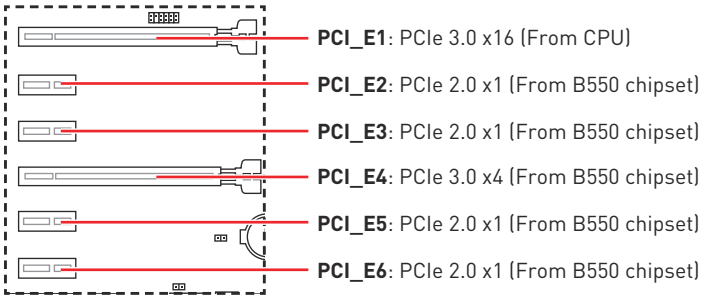 PCI_E1: PCIe 3.0 x16 (From CPU)
PCI_E2: PCIe 2.0 x1 (From B550 chipset)
PCI_E3: PCIe 2.0 x1 (From B550 chipset)
PCI_E4: PCIe 3.0 x4 (From B550 chipset)
PCI_E5: PCIe 2.0 x1 (From B550 chipset)
PCI_E6: PCIe 2.0 x1 (From B550 chipset)